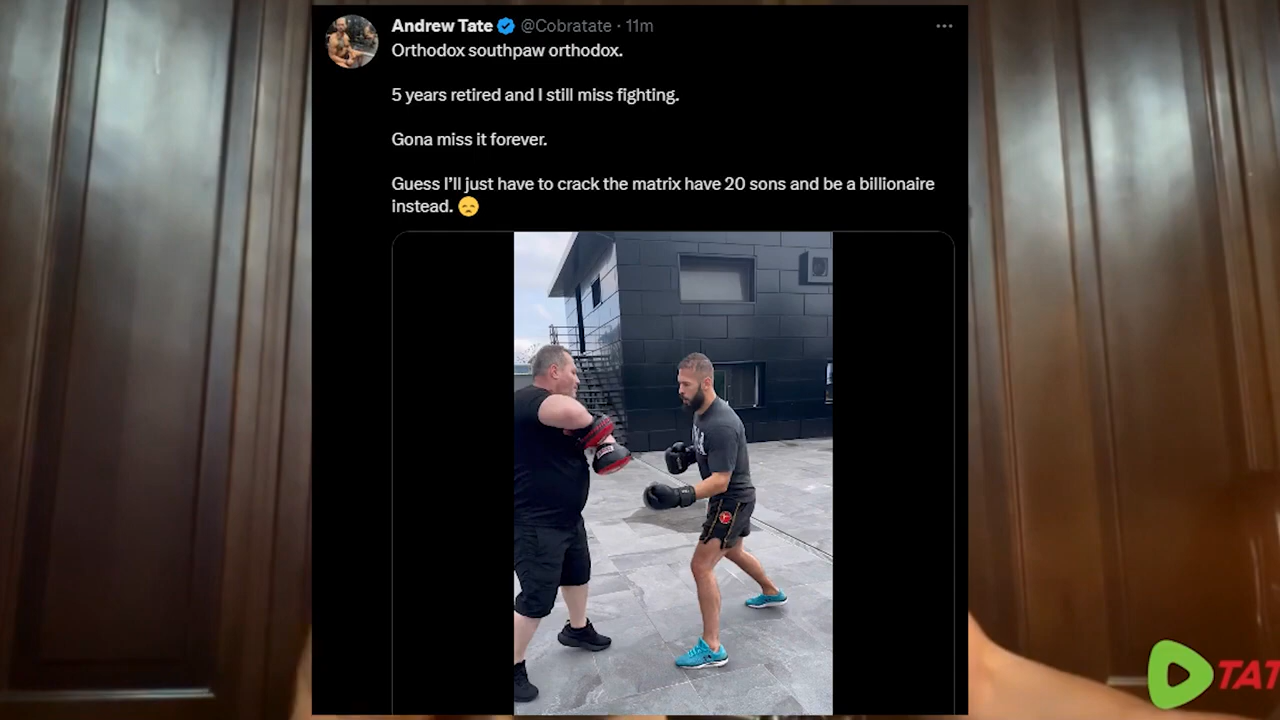 Andrew Tate @Cobratate · 11m
Orthodox southpaw orthodox.
5 years retired and I still miss fighting.
Gona miss it forever.
Guess I’ll just have to crack the matrix have 20 sons and be a billionaire
instead. 😞
TAT